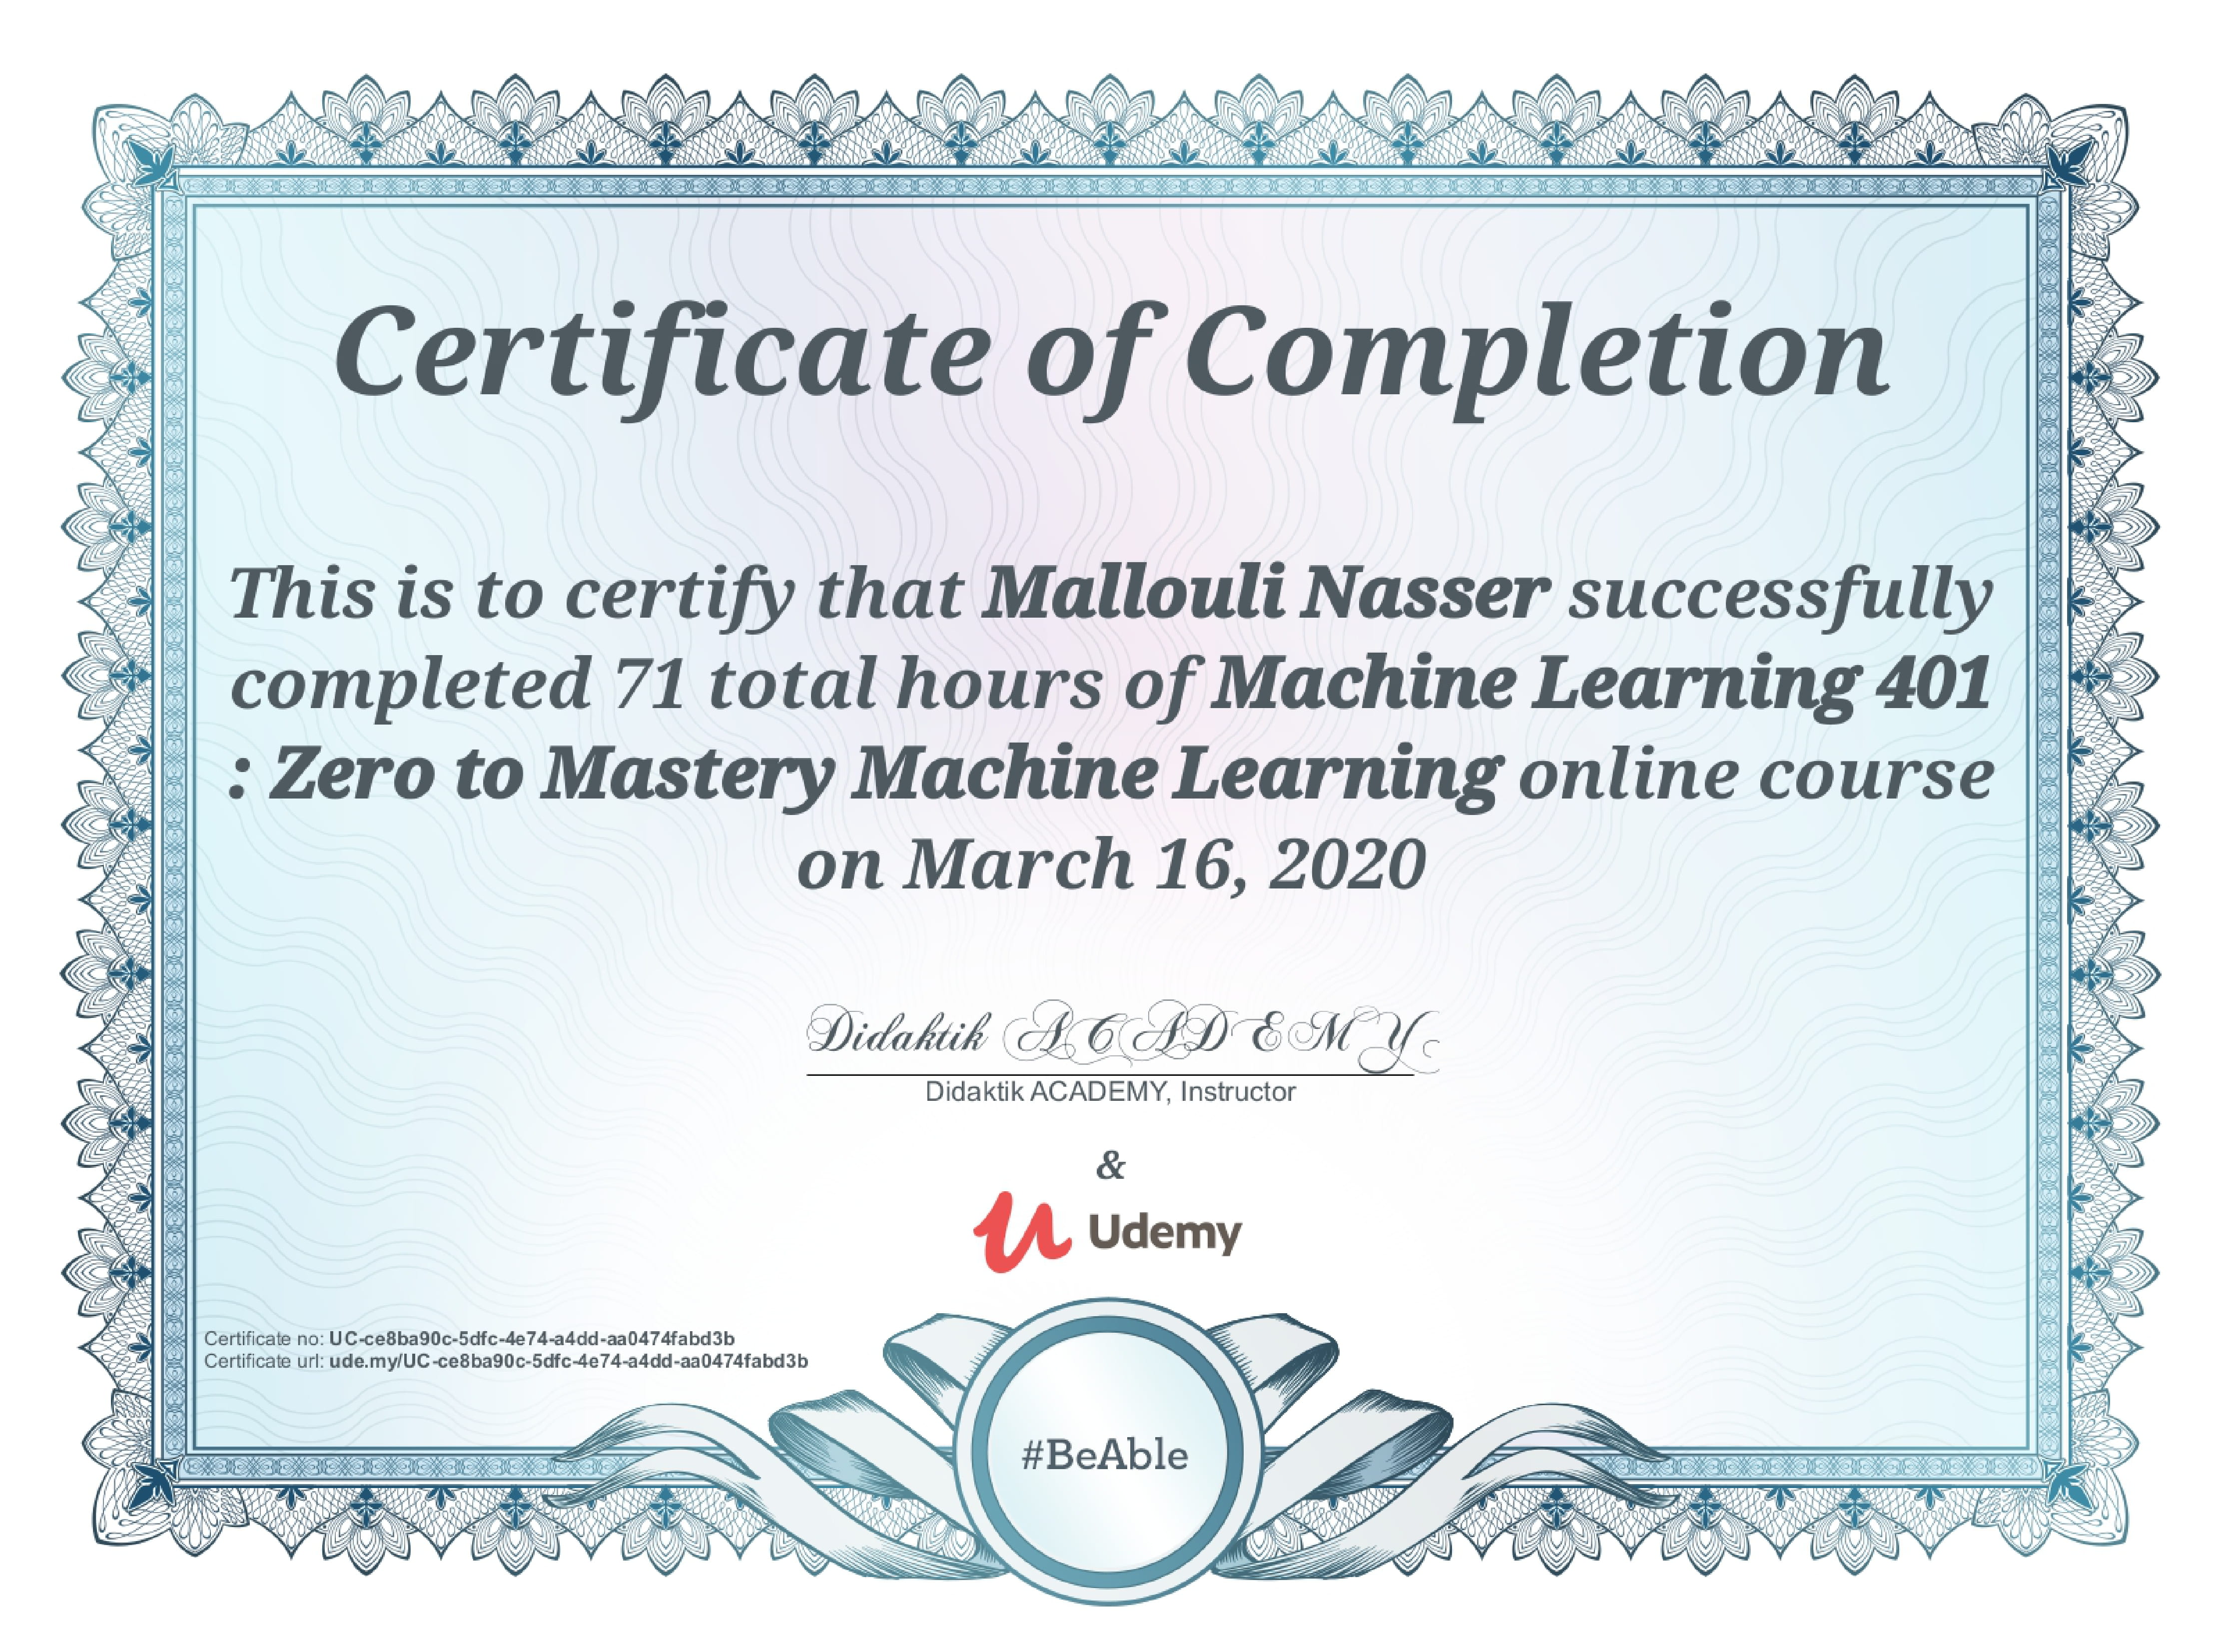 Certificate of Completion
This is to certify that Mallouli Nasser successfully
completed 71 total hours of Machine Learning 401
: Zero to Mastery Machine Learning online course
on March 16, 2020
Didaktik ACADEMY
Didaktik ACADEMY, Instructor
&
Udemy
Certificate no: UC-ce8ba90c-5dfc-4e74-a4dd-aa0474fabd3b
Certificate url: ude.my/UC-ce8ba90c-5dfc-4e74-a4dd-aa0474fabd3b
#BeAble